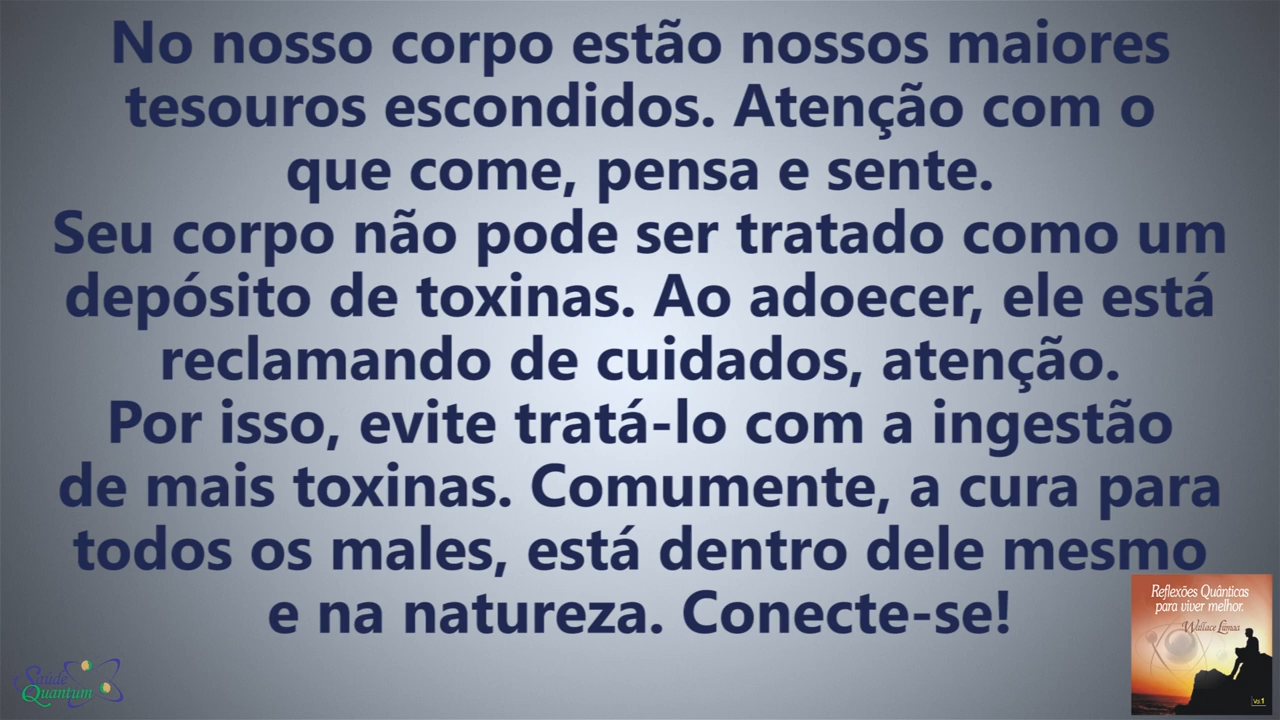 No nosso corpo estão nossos maiores
tesouros escondidos. Atenção com o
que come, pensa e sente.
Seu corpo não pode ser tratado como um
depósito de toxinas. Ao adoecer, ele está
reclamando de cuidados, atenção.
Por isso, evite tratá-lo com a ingestão
de mais toxinas. Comumente, a cura para
todos os males, está dentro dele mesmo
e na natureza. Conecte-se!
Reflexões Quânticas
para viver melhor.
Wallace Liimaa
Vol.1
Saúde
Quantum